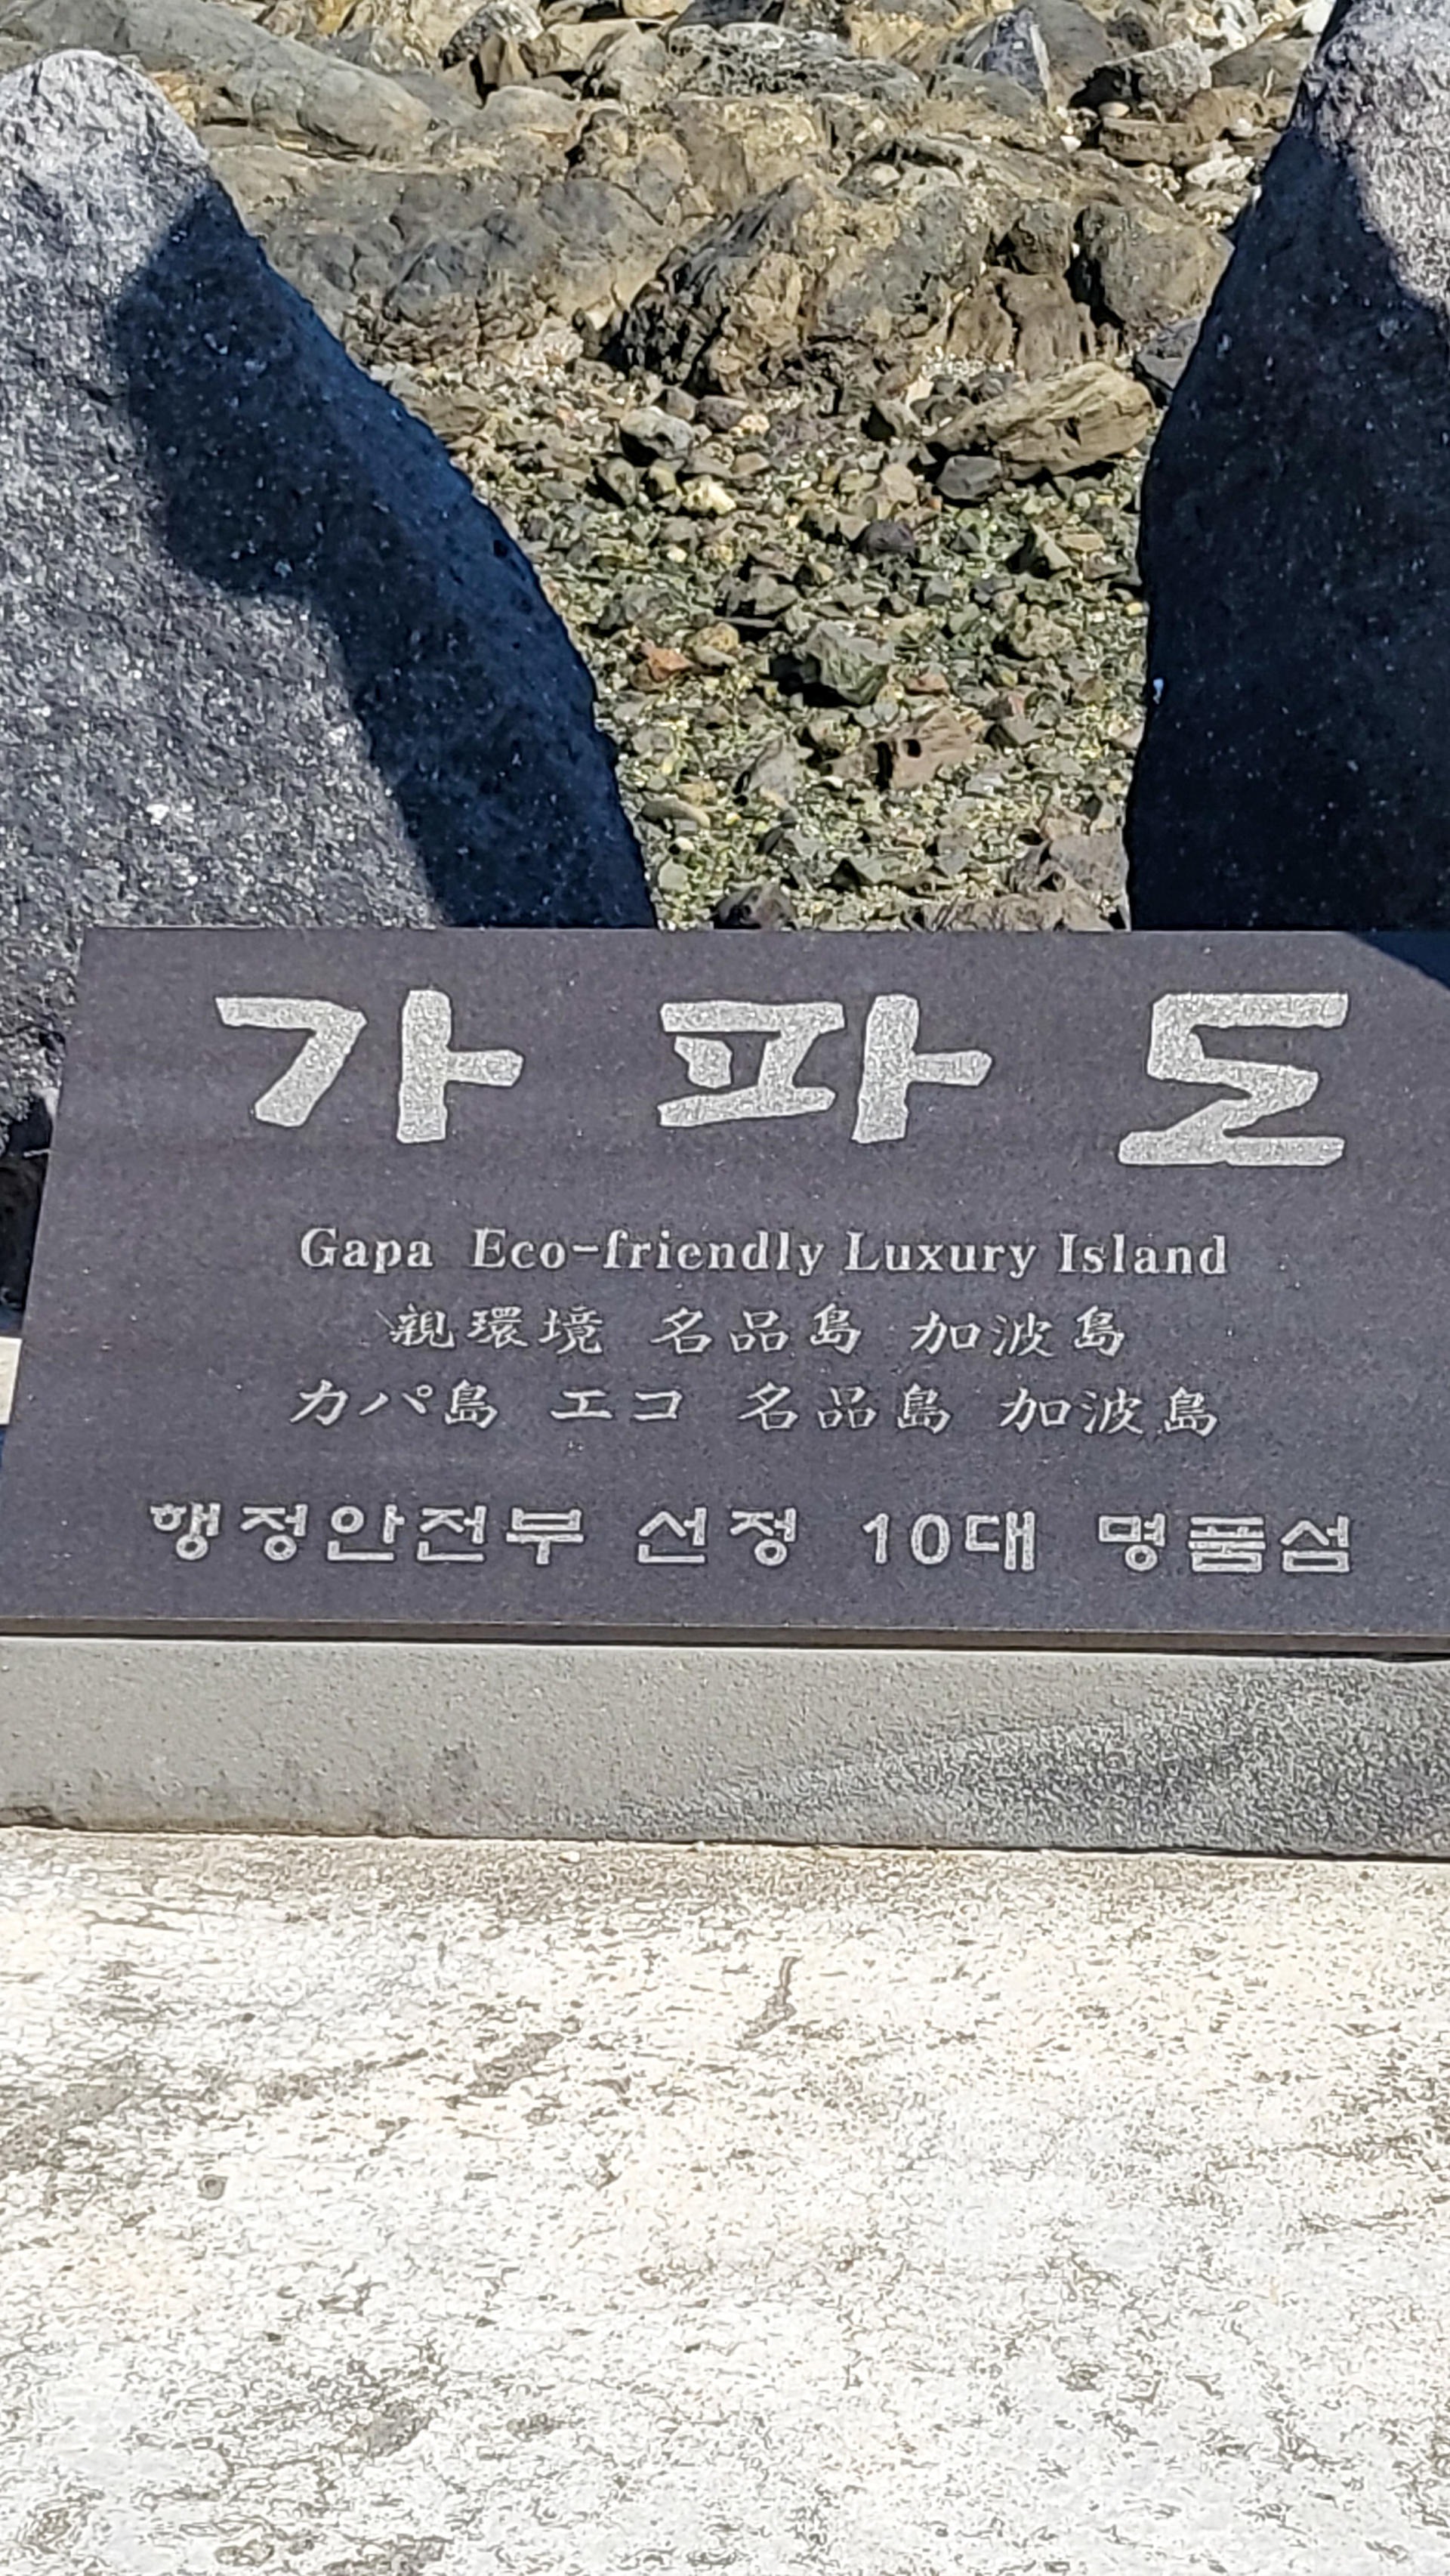 가파도
Gapa Eco-friendly Luxury Island
親環境 名品島 加波島
カパ島 エコ 名品島 加波島
행정안전부 선정 10대 명품섬